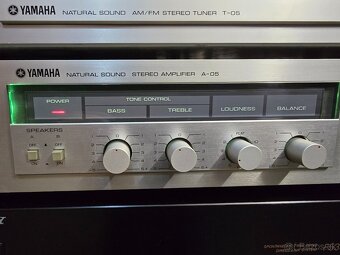 YAMAHA NATURAL SOUND AM/FM STEREO TUNER T-05
YAMAHA NATURAL SOUND STEREO AMPLIFIER A-05
POWER
TONE CONTROL
BASS TREBLE LOUDNESS BALANCE
SPEAKERS
A B
OFF OFF
ON ON
FLAT